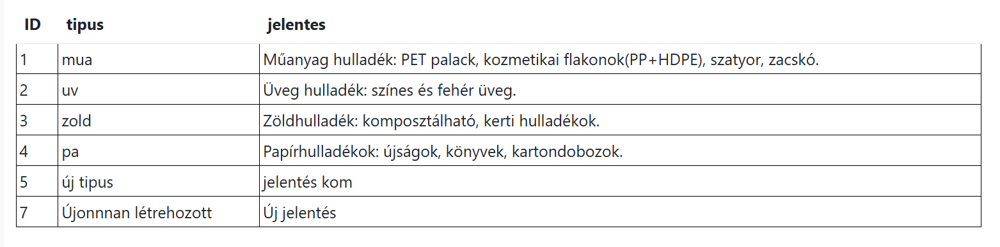 ID tipus jelentes
1 mua Műanyag hulladék: PET palack, kozmetikai flakonok(PP+HDPE), szatyor, zacskó.
2 uv Üveg hulladék: színes és fehér üveg.
3 zold Zöldhulladék: komposztálható, kerti hulladékok.
4 pa Papírhulladékok: újságok, könyvek, kartondobozok.
5 új tipus jelentés kom
7 Újonnnan létrehozott Új jelentés